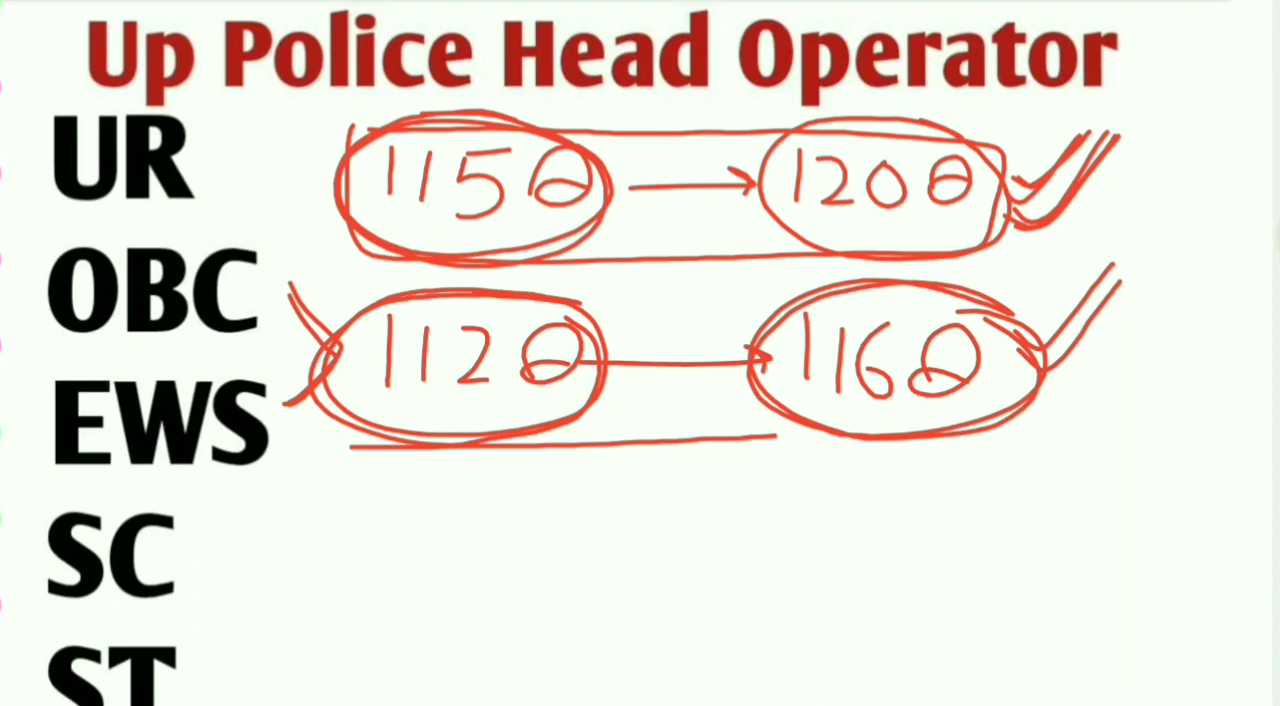 Up Police Head Operator
UR 1150 → 1200
OBC 1120 → 1160
EWS
SC
ST